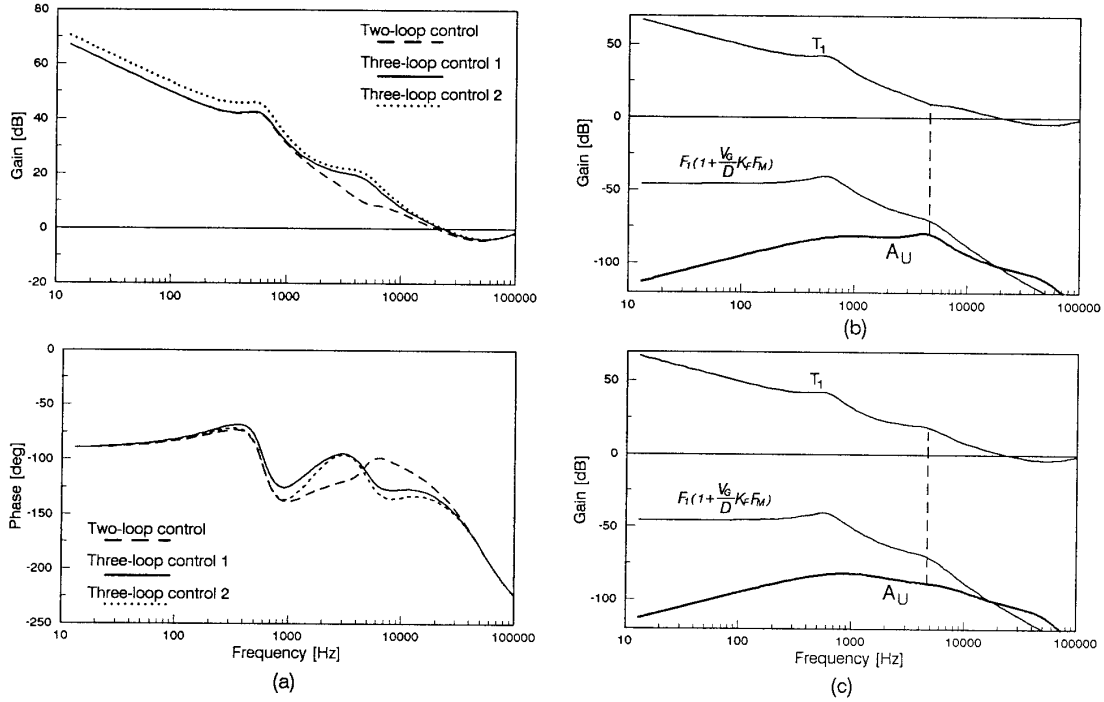 80
60
40
20
0
-20
Gain [dB]
Two-loop control
Three-loop control 1
Three-loop control 2
10 100 1000 10000 100000
0
-50
-100
-150
-200
-250
Phase [deg]
Two-loop control
Three-loop control 1
Three-loop control 2
10 100 1000 10000 100000
Frequency [Hz]
(a)
50
0
-50
-100
Gain [dB]
T1
F1(1+VG/D KFFM)
AU
10 100 1000 10000 100000
Frequency [Hz]
(b)
50
0
-50
-100
Gain [dB]
T1
F1(1+VG/D KFFM)
AU
10 100 1000 10000 100000
Frequency [Hz]
(c)